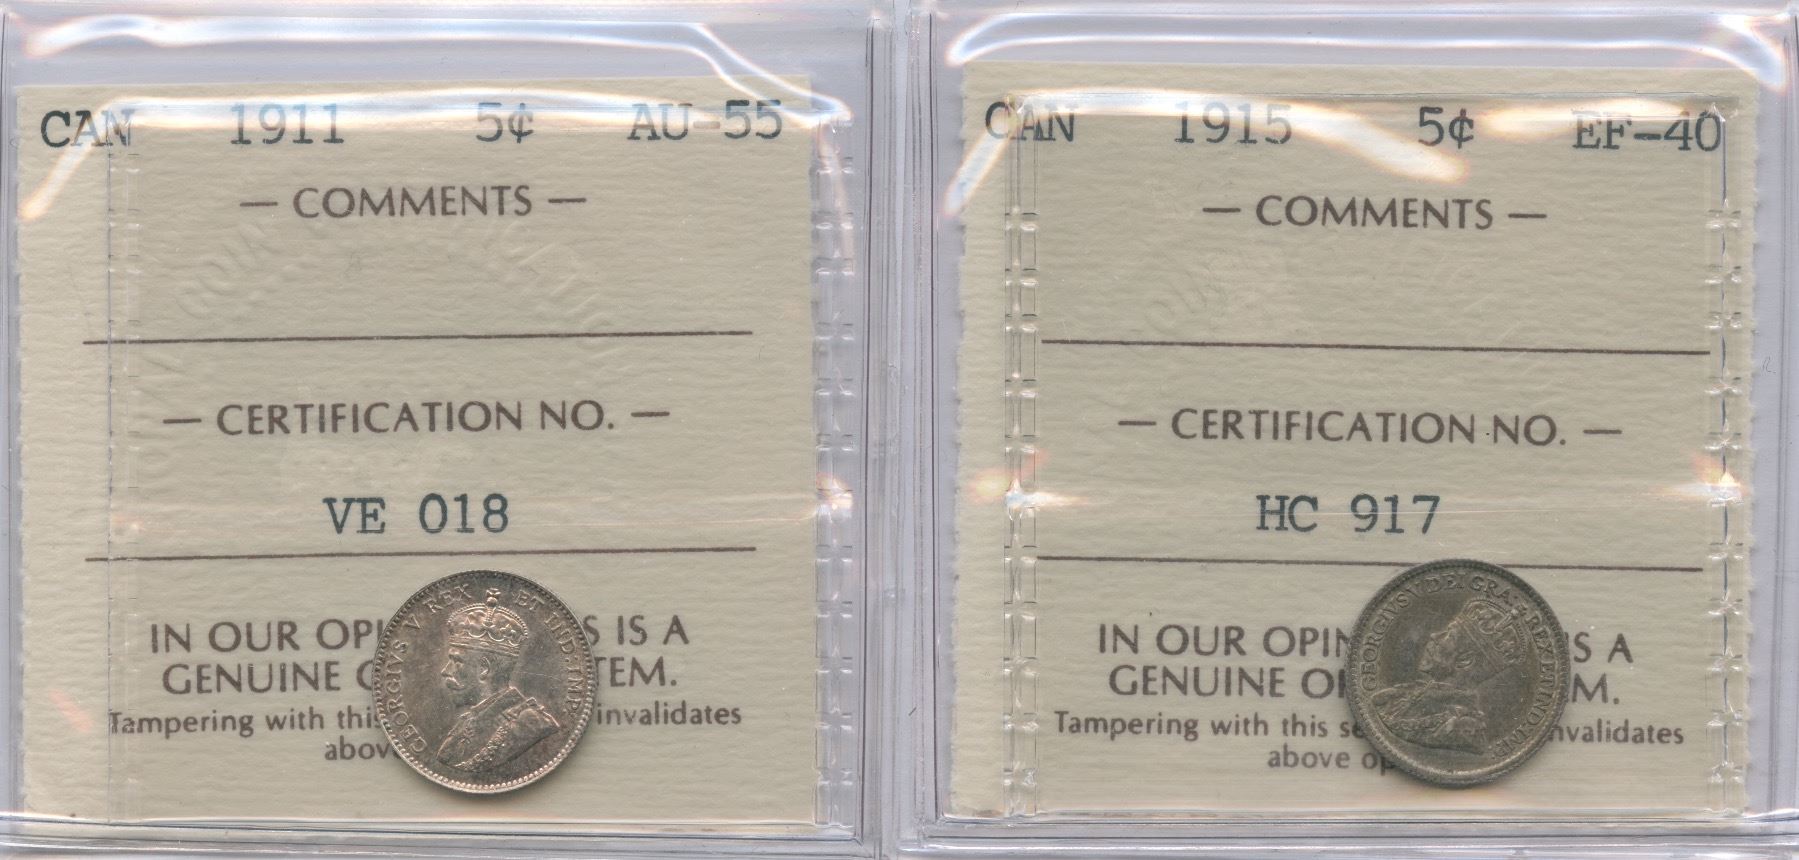 CAN 1911 5¢ AU-55
— COMMENTS —
— CERTIFICATION NO. —
VE 018
IN OUR OPI S IS A
GENUINE TEM.
Tampering with this invalidates
abov
GEORGIVS V REX ET IND:IMP:
CAN 1915 5¢ EF-40
— COMMENTS —
— CERTIFICATION NO. —
HC 917
IN OUR OPIN S A
GENUINE O M.
Tampering with this se nvalidates
above op
GEORGIVS V DEI GRA: REX ET IND:IMP: